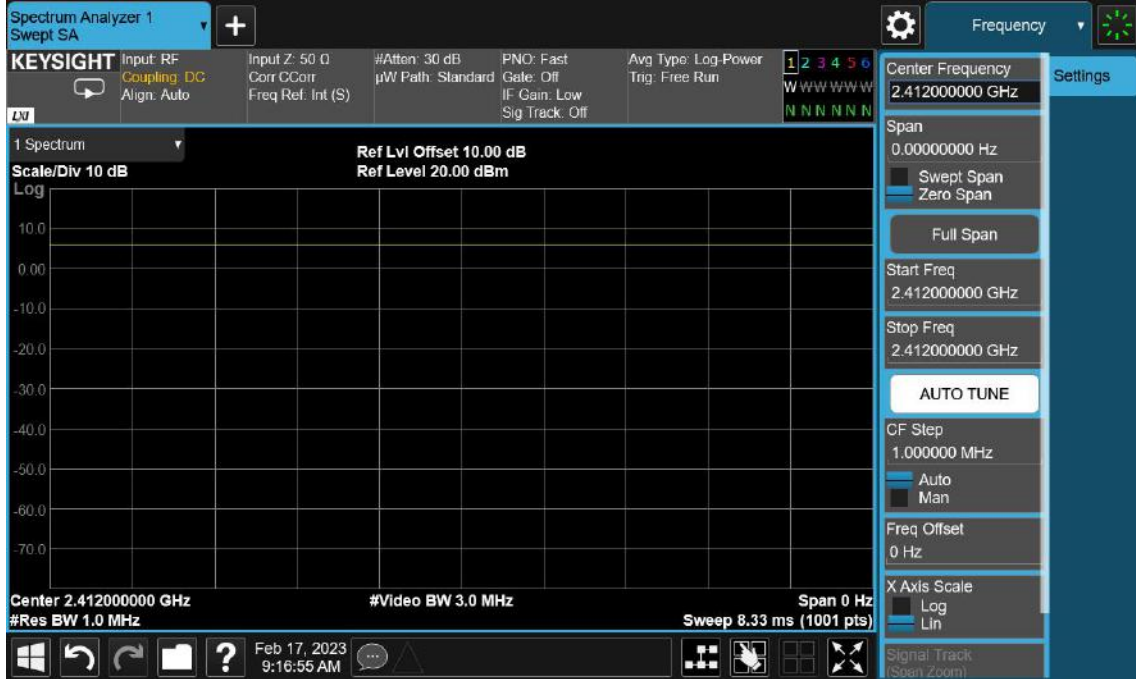 Spectrum Analyzer 1
Swept SA
Frequency
KEYSIGHT
Input: RF
Coupling: DC
Align: Auto
Input Z: 50 Ω
Corr CCorr
Freq Ref: Int (S)
#Atten: 30 dB
µW Path: Standard
PNO: Fast
Gate: Off
IF Gain: Low
Sig Track: Off
Avg Type: Log-Power
Trig: Free Run
1 2 3 4 5 6
W W W W W W
N N N N N N
LXI
1 Spectrum
Scale/Div 10 dB
Ref Lvl Offset 10.00 dB
Ref Level 20.00 dBm
Log
10.0
0.00
-10.0
-20.0
-30.0
-40.0
-50.0
-60.0
-70.0
Center 2.412000000 GHz
#Res BW 1.0 MHz
#Video BW 3.0 MHz
Span 0 Hz
Sweep 8.33 ms (1001 pts)
Feb 17, 2023
9:16:55 AM
Center Frequency
2.412000000 GHz
Settings
Span
0.00000000 Hz
Swept Span
Zero Span
Full Span
Start Freq
2.412000000 GHz
Stop Freq
2.412000000 GHz
AUTO TUNE
CF Step
1.000000 MHz
Auto
Man
Freq Offset
0 Hz
X Axis Scale
Log
Lin
Signal Track
(Span Zoom)